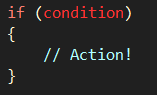 if (condition)
{
    // Action!
}